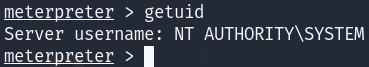 meterpreter > getuid
Server username: NT AUTHORITY\SYSTEM
meterpreter >